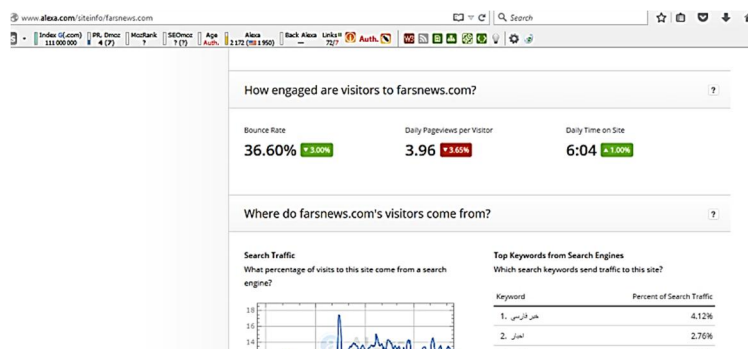 www.alexa.com/siteinfo/farsnews.com
Search
Index G(.com) PR, Dmoz MozRank SEOmoz Age Alexa Back Alexa Links"
111 000 000 4 (7) ? ? (?) Auth. 2 172 — 72/? Auth.
How engaged are visitors to farsnews.com?
?
Bounce Rate Daily Pageviews per Visitor Daily Time on Site
36.60% 3.00% 3.96 3.65% 6:04 1.00%
Where do farsnews.com's visitors come from?
?
Search Traffic
What percentage of visits to this site come from a search
engine?
18
16
14
Top Keywords from Search Engines
Which search keywords send traffic to this site?
Keyword Percent of Search Traffic
1. خبر فارسی 4.12%
2. اخبار 2.76%